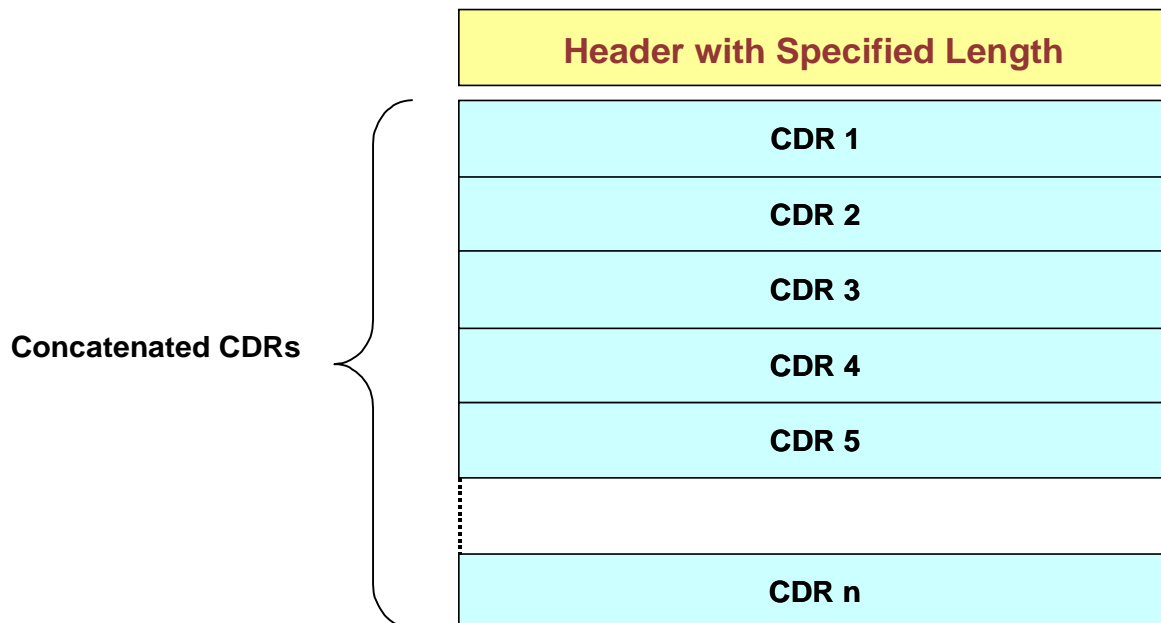 Header with Specified Length
CDR 1
CDR 2
CDR 3
Concatenated CDRs
CDR 4
CDR 5
CDR n